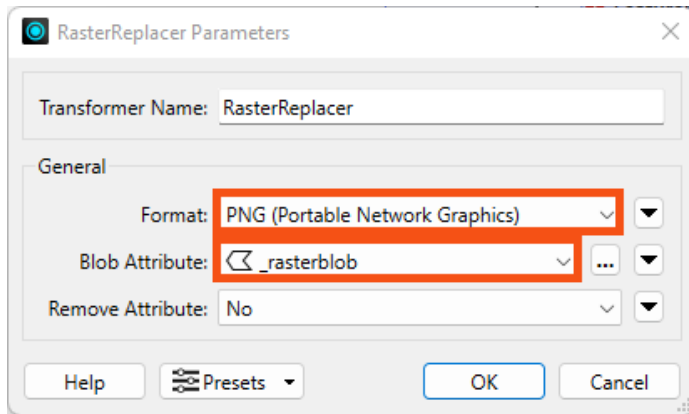 RasterReplacer Parameters
Transformer Name: RasterReplacer
General
Format: PNG (Portable Network Graphics)
Blob Attribute: _rasterblob ...
Remove Attribute: No
Help Presets OK Cancel